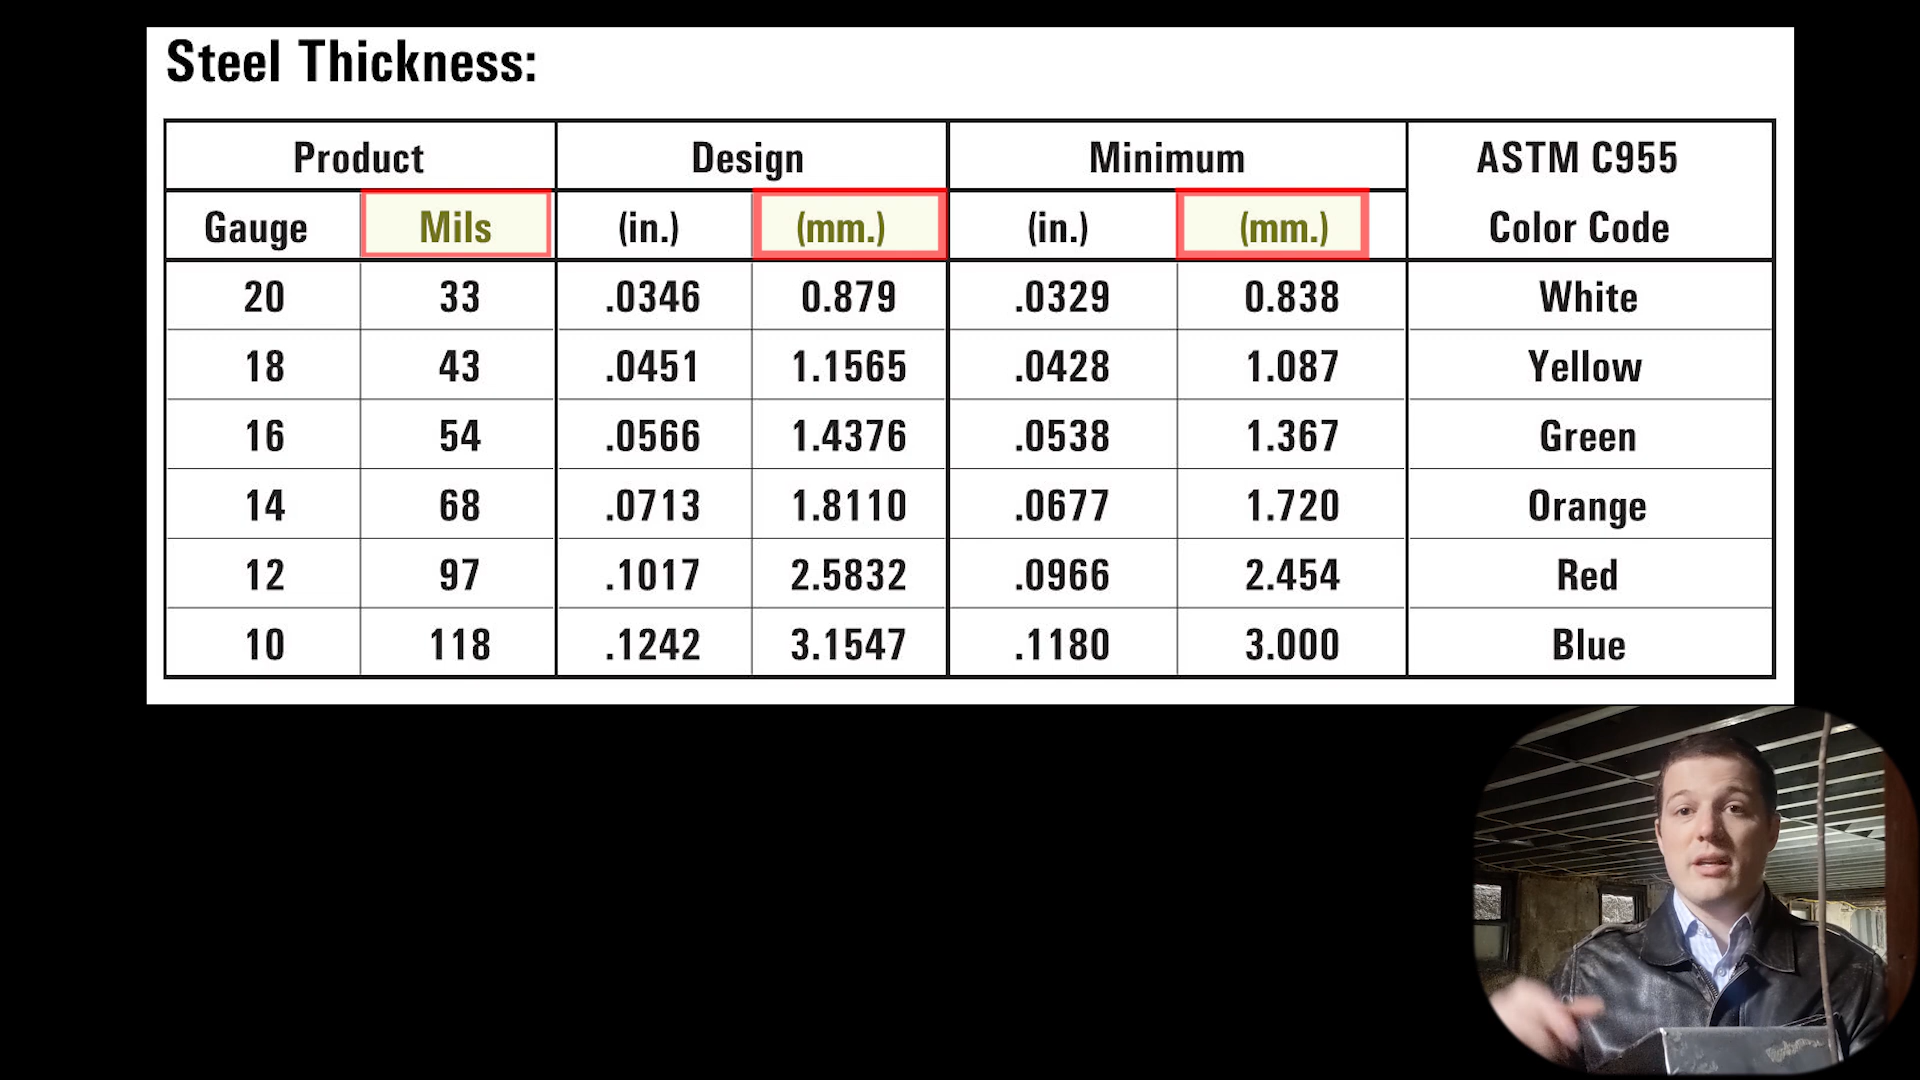 Steel Thickness:
Product Design Minimum ASTM C955
Gauge Mils (in.) (mm.) (in.) (mm.) Color Code
20 33 .0346 0.879 .0329 0.838 White
18 43 .0451 1.1565 .0428 1.087 Yellow
16 54 .0566 1.4376 .0538 1.367 Green
14 68 .0713 1.8110 .0677 1.720 Orange
12 97 .1017 2.5832 .0966 2.454 Red
10 118 .1242 3.1547 .1180 3.000 Blue